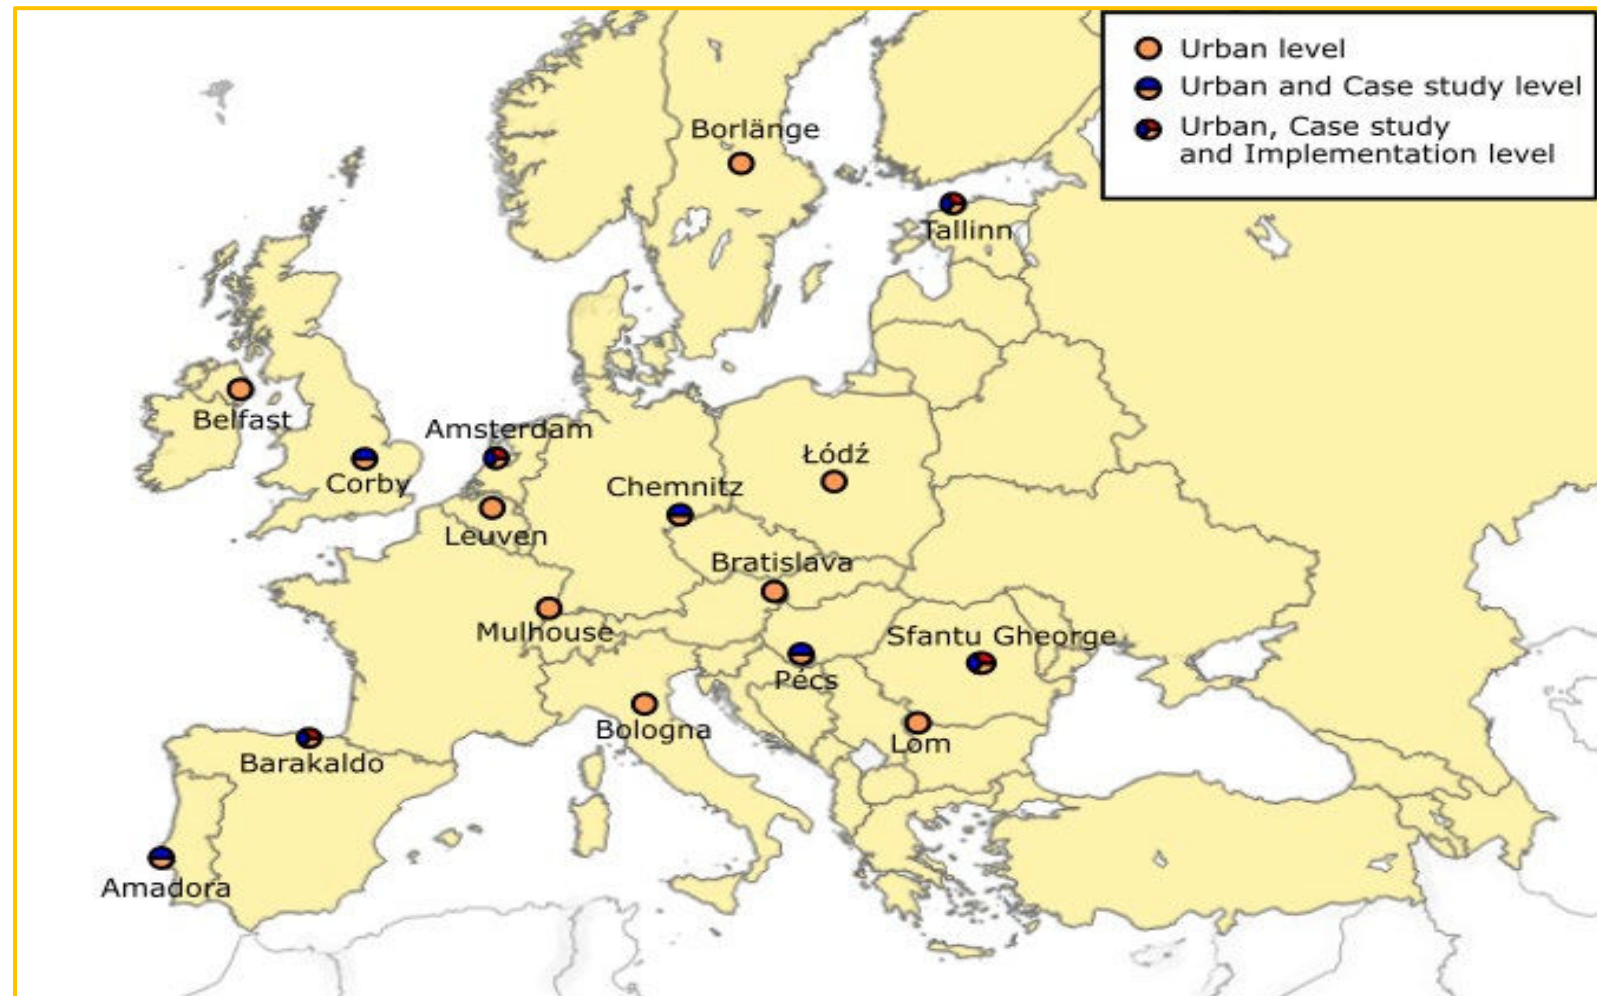 Urban level
Urban and Case study level
Urban, Case study
and Implementation level
Borlänge
Tallinn
Belfast
Amsterdam
Corby
Łódź
Chemnitz
Leuven
Bratislava
Mulhouse
Sfantu Gheorge
Pécs
Bologna
Lom
Barakaldo
Amadora